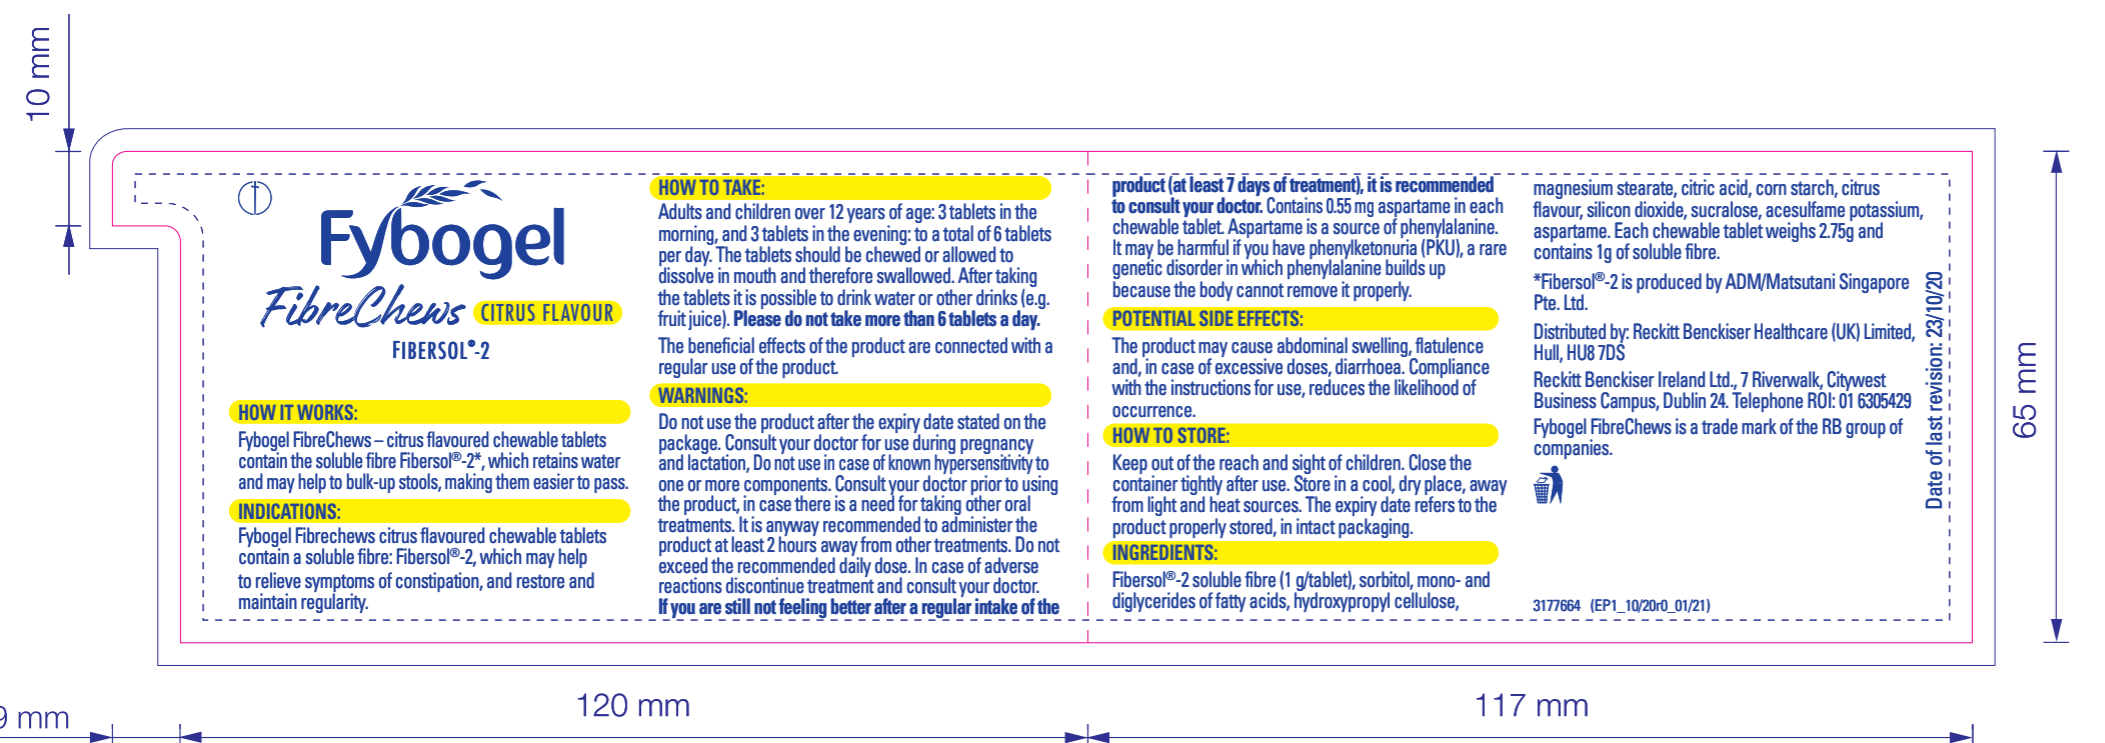 10 mm
Fybogel
FibreChews CITRUS FLAVOUR
FIBERSOL®-2
HOW IT WORKS:
Fybogel FibreChews – citrus flavoured chewable tablets
contain the soluble fibre Fibersol®-2*, which retains water
and may help to bulk-up stools, making them easier to pass.
INDICATIONS:
Fybogel Fibrechews citrus flavoured chewable tablets
contain a soluble fibre: Fibersol®-2, which may help
to relieve symptoms of constipation, and restore and
maintain regularity.
HOW TO TAKE:
Adults and children over 12 years of age: 3 tablets in the
morning, and 3 tablets in the evening: to a total of 6 tablets
per day. The tablets should be chewed or allowed to
dissolve in mouth and therefore swallowed. After taking
the tablets it is possible to drink water or other drinks (e.g.
fruit juice). Please do not take more than 6 tablets a day.
The beneficial effects of the product are connected with a
regular use of the product.
WARNINGS:
Do not use the product after the expiry date stated on the
package. Consult your doctor for use during pregnancy
and lactation, Do not use in case of known hypersensitivity to
one or more components. Consult your doctor prior to using
the product, in case there is a need for taking other oral
treatments. It is anyway recommended to administer the
product at least 2 hours away from other treatments. Do not
exceed the recommended daily dose. In case of adverse
reactions discontinue treatment and consult your doctor.
If you are still not feeling better after a regular intake of the
product (at least 7 days of treatment), it is recommended
to consult your doctor. Contains 0.55 mg aspartame in each
chewable tablet. Aspartame is a source of phenylalanine.
It may be harmful if you have phenylketonuria (PKU), a rare
genetic disorder in which phenylalanine builds up
because the body cannot remove it properly.
POTENTIAL SIDE EFFECTS:
The product may cause abdominal swelling, flatulence
and, in case of excessive doses, diarrhoea. Compliance
with the instructions for use, reduces the likelihood of
occurrence.
HOW TO STORE:
Keep out of the reach and sight of children. Close the
container tightly after use. Store in a cool, dry place, away
from light and heat sources. The expiry date refers to the
product properly stored, in intact packaging.
INGREDIENTS:
Fibersol®-2 soluble fibre (1 g/tablet), sorbitol, mono- and
diglycerides of fatty acids, hydroxypropyl cellulose,
magnesium stearate, citric acid, corn starch, citrus
flavour, silicon dioxide, sucralose, acesulfame potassium,
aspartame. Each chewable tablet weighs 2.75g and
contains 1g of soluble fibre.
*Fibersol®-2 is produced by ADM/Matsutani Singapore
Pte. Ltd.
Distributed by: Reckitt Benckiser Healthcare (UK) Limited,
Hull, HU8 7DS
Reckitt Benckiser Ireland Ltd., 7 Riverwalk, Citywest
Business Campus, Dublin 24. Telephone ROI: 01 6305429
Fybogel FibreChews is a trade mark of the RB group of
companies.
3177664 (EP1_10/20r0_01/21)
Date of last revision: 23/10/20
65 mm
9 mm
120 mm
117 mm